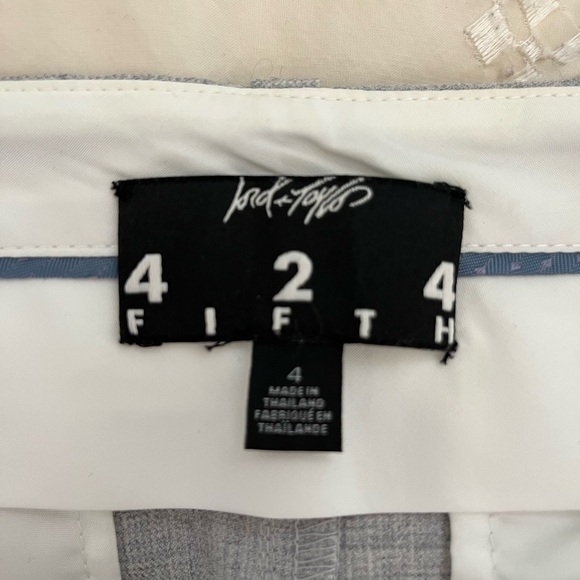 Lord & Taylor
4 2 4
FIFTH
4
MADE IN
THAILAND
FABRIQUÉ EN
THAÏLANDE